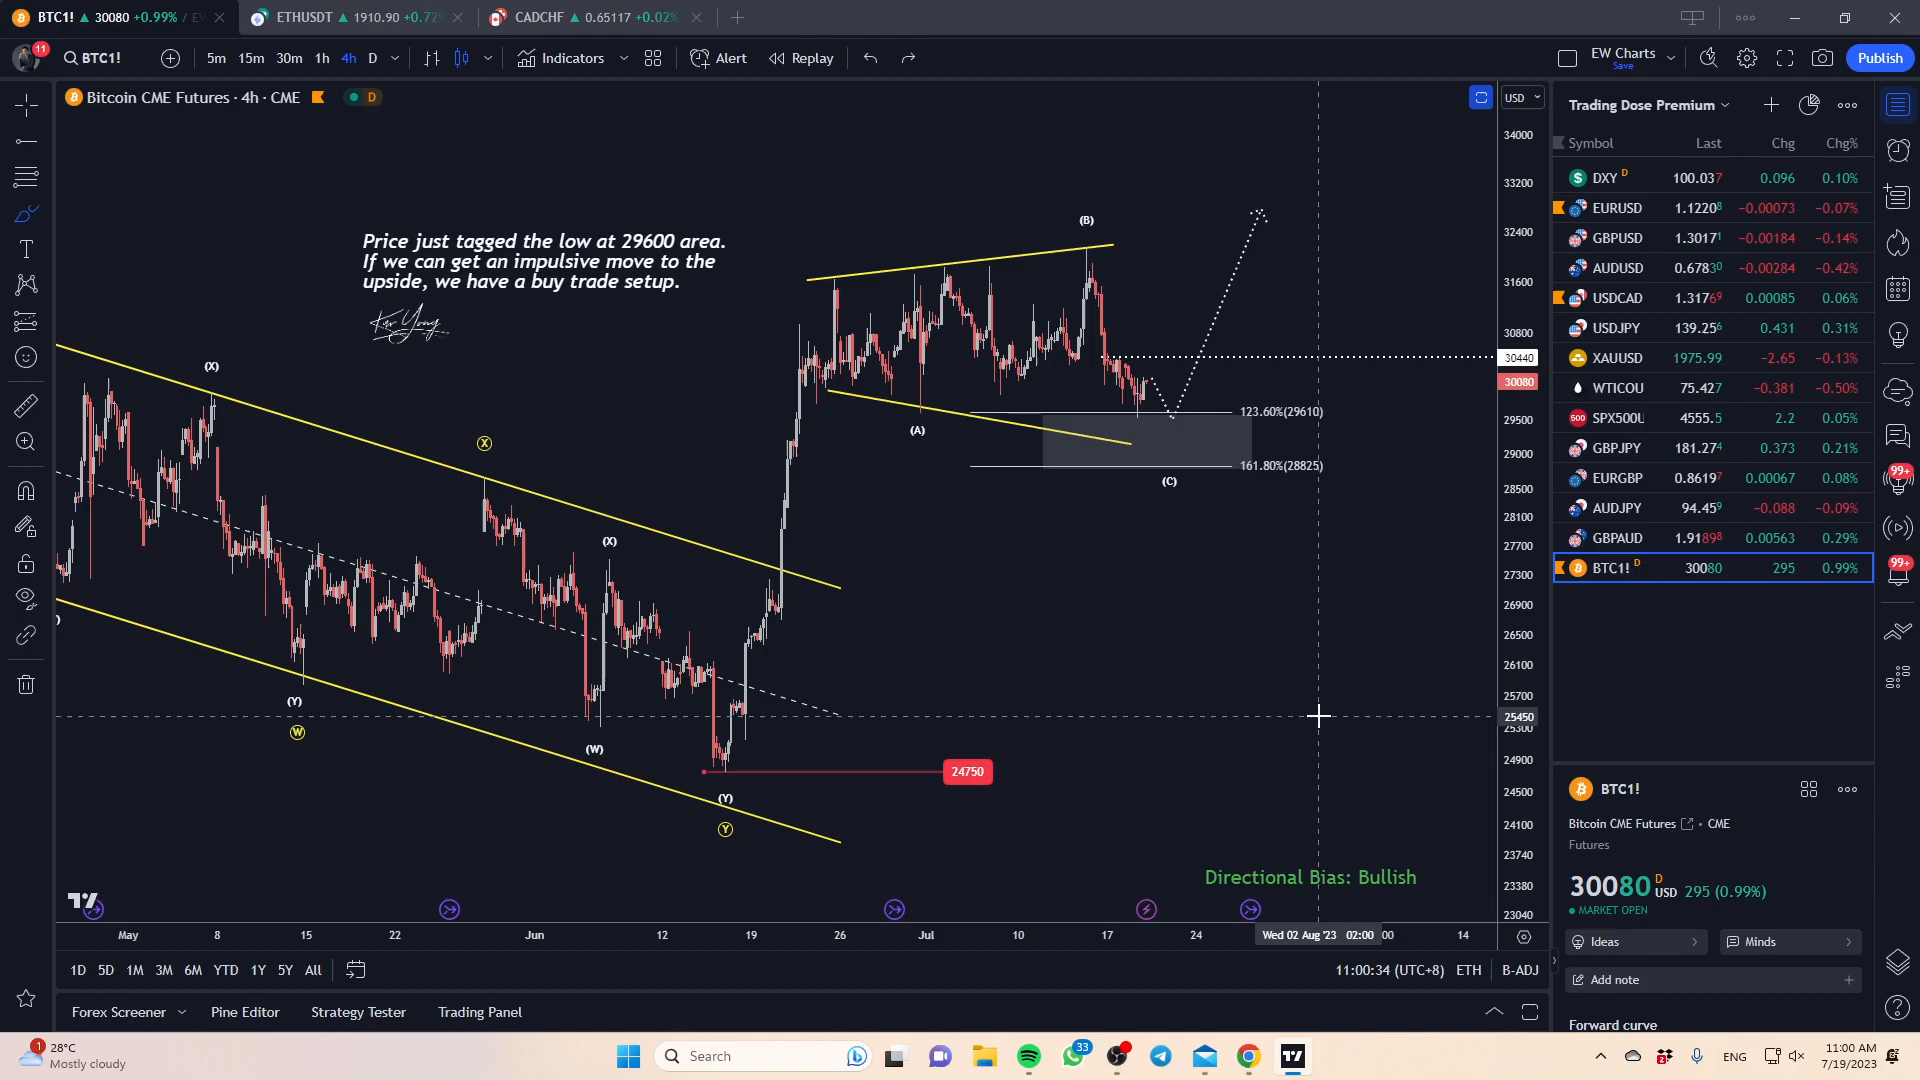 BTC1! ▲ 30080 +0.99% / EW
ETHUSDT ▲ 1910.90 +0.72%
CADCHF ▲ 0.65117 +0.02%
11
BTC1!
5m 15m 30m 1h 4h D
Indicators
Alert
Replay
EW Charts
Save
Publish
Bitcoin CME Futures · 4h · CME
D
USD
Price just tagged the low at 29600 area.
If we can get an impulsive move to the
upside, we have a buy trade setup.
(X)
(Y)
W
X
(X)
(W)
(Y)
Y
24750
(A)
(B)
(C)
123.60%(29610)
161.80%(28825)
Directional Bias: Bullish
34000
33200
32400
31600
30800
30440
30080
29500
29000
28500
28100
27700
27300
26900
26500
26100
25700
25450
25300
24900
24500
24100
23740
23380
23040
May 8 15 22 Jun 12 19 26 Jul 10 17 24 Wed 02 Aug '23 02:00 00 14
1D 5D 1M 3M 6M YTD 1Y 5Y All
11:00:34 (UTC+8) ETH B-ADJ
Forex Screener Pine Editor Strategy Tester Trading Panel
Trading Dose Premium
Symbol Last Chg Chg%
DXY D 100.037 0.096 0.10%
EURUSD 1.12208 −0.00073 −0.07%
GBPUSD 1.30171 −0.00184 −0.14%
AUDUSD 0.67830 −0.00284 −0.42%
USDCAD 1.31769 0.00085 0.06%
USDJPY 139.256 0.431 0.31%
XAUUSD 1975.99 −2.65 −0.13%
WTICOU 75.427 −0.381 −0.50%
500 SPX500U 4555.5 2.2 0.05%
GBPJPY 181.274 0.373 0.21%
EURGBP 0.86197 0.00067 0.08%
AUDJPY 94.459 −0.088 −0.09%
GBPAUD 1.91898 0.00563 0.29%
BTC1! D 30080 295 0.99%
BTC1!
Bitcoin CME Futures • CME
Futures
30080 D USD 295 (0.99%)
MARKET OPEN
Ideas
Minds
Add note
Forward curve
99+
99+
1
28°C
Mostly cloudy
Search
33
ENG
11:00 AM
7/19/2023